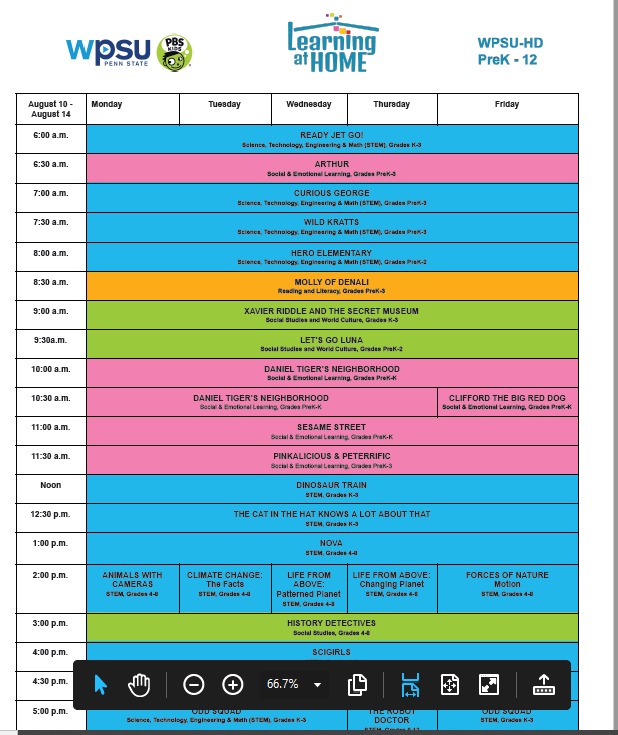 wpsu
PENN STATE
PBS
KIDS
Learning
at HOME
WPSU-HD
PreK - 12
August 10 -
August 14
Monday
Tuesday
Wednesday
Thursday
Friday
6:00 a.m.
READY JET GO!
Science, Technology, Engineering & Math (STEM), Grades K-3
6:30 a.m.
ARTHUR
Social & Emotional Learning, Grades PreK-3
7:00 a.m.
CURIOUS GEORGE
Science, Technology, Engineering & Math (STEM), Grades PreK-3
7:30 a.m.
WILD KRATTS
Science, Technology, Engineering & Math (STEM), Grades PreK-3
8:00 a.m.
HERO ELEMENTARY
Science, Technology, Engineering & Math (STEM), Grades PreK-2
8:30 a.m.
MOLLY OF DENALI
Reading and Literacy, Grades PreK-3
9:00 a.m.
XAVIER RIDDLE AND THE SECRET MUSEUM
Social Studies and World Culture, Grades K-3
9:30a.m.
LET'S GO LUNA
Social Studies and World Culture, Grades PreK-2
10:00 a.m.
DANIEL TIGER'S NEIGHBORHOOD
Social & Emotional Learning, Grades PreK-K
10:30 a.m.
DANIEL TIGER'S NEIGHBORHOOD
Social & Emotional Learning, Grades PreK-K
CLIFFORD THE BIG RED DOG
Social & Emotional Learning, Grades PreK-K
11:00 a.m.
SESAME STREET
Social & Emotional Learning, Grades PreK-K
11:30 a.m.
PINKALICIOUS & PETERRIFIC
Social & Emotional Learning, Grades PreK-3
Noon
DINOSAUR TRAIN
STEM, Grades K-3
12:30 p.m.
THE CAT IN THE HAT KNOWS A LOT ABOUT THAT
STEM, Grades K-3
1:00 p.m.
NOVA
STEM, Grades 4-8
2:00 p.m.
ANIMALS WITH
CAMERAS
STEM, Grades 4-8
CLIMATE CHANGE:
The Facts
STEM, Grades 4-8
LIFE FROM
ABOVE:
Patterned Planet
STEM, Grades 4-8
LIFE FROM ABOVE:
Changing Planet
STEM, Grades 4-8
FORCES OF NATURE
Motion
STEM, Grades 4-8
3:00 p.m.
HISTORY DETECTIVES
Social Studies, Grades 4-8
4:00 p.m.
SCIGIRLS
4:30 p.m.
66.7%
5:00 p.m.
ODD SQUAD
Science, Technology, Engineering & Math (STEM), Grades K-3
THE ROBOT
DOCTOR
ODD SQUAD
STEM, Grades K-3